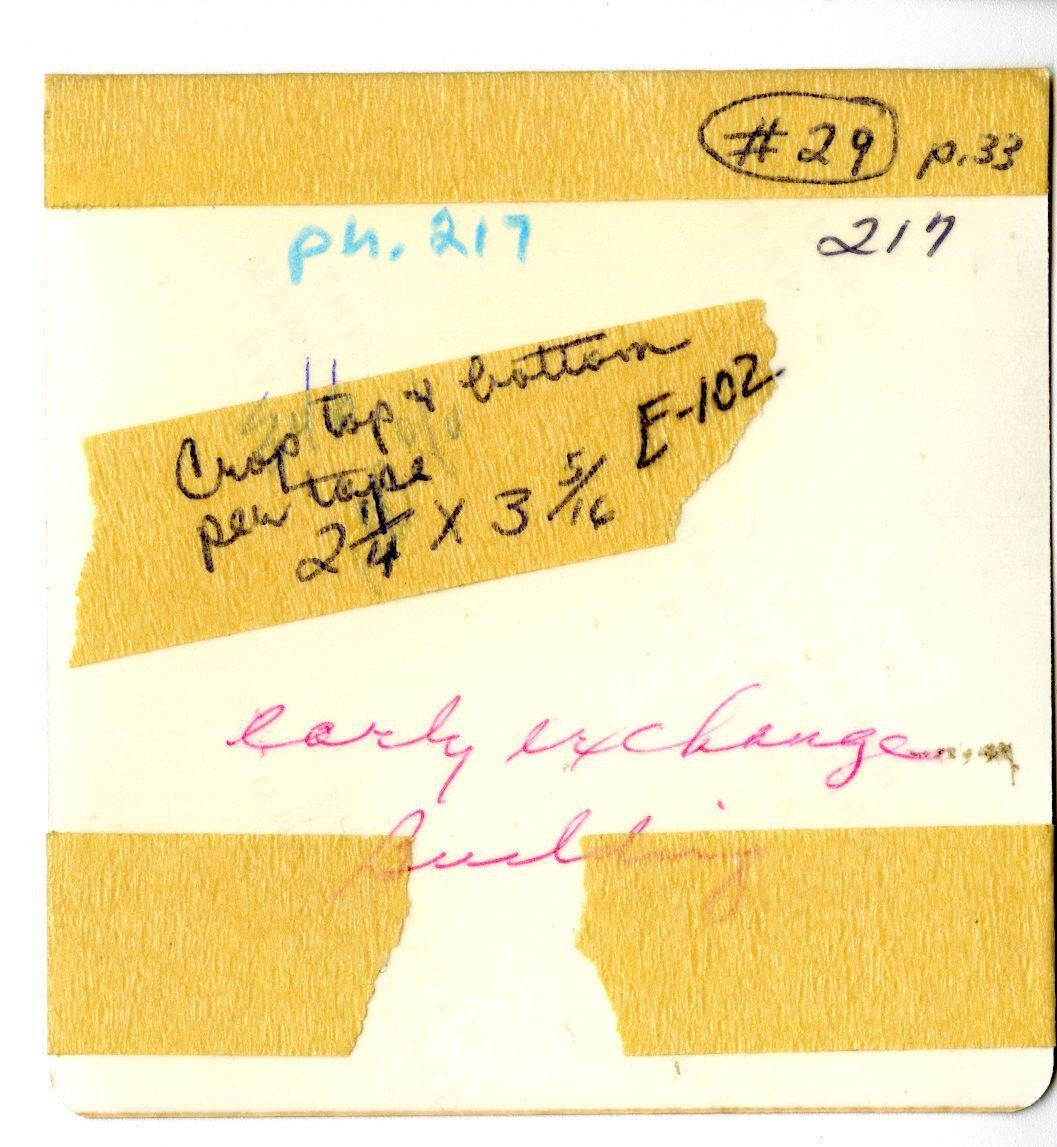 #29 p.33
ph. 217 217
Crop top & bottom
per tape
2 1/4 X 3 5/16 E-102
early exchange
building